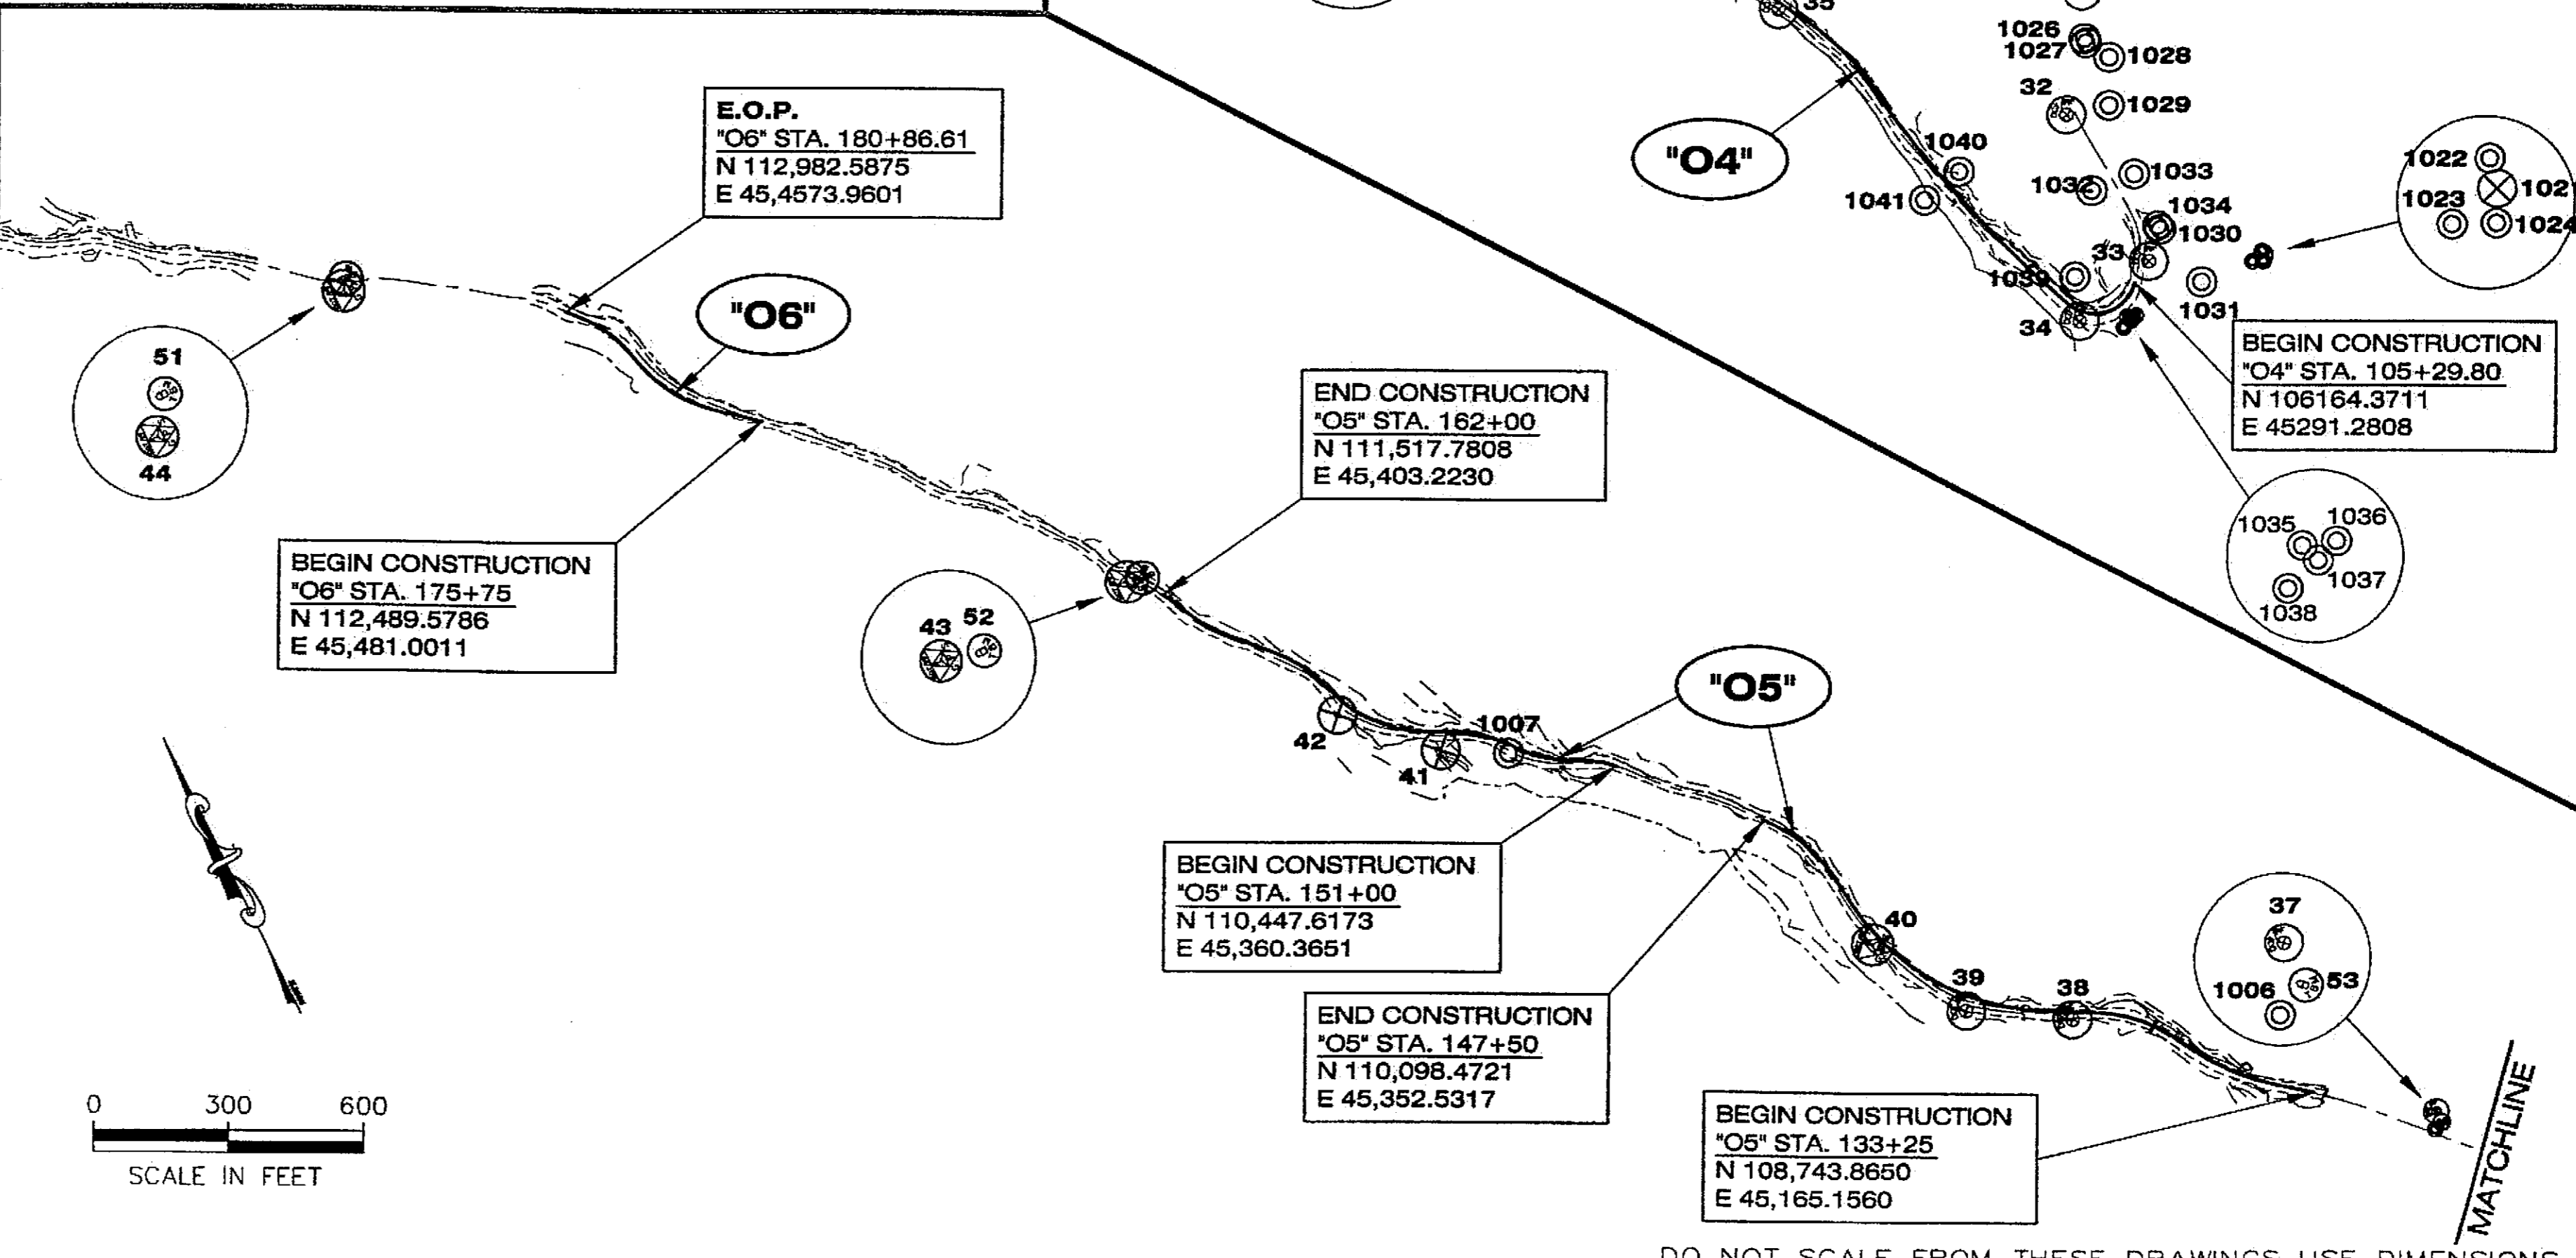 35
1026
1027
1028
32
1029
"O4"
1040
1041
1032
1033
1034
1030
33
1039
1031
34
1022
1023
1024
E.O.P.
"O6" STA. 180+86.61
N 112,982.5875
E 45,4573.9601
"O6"
51
44
BEGIN CONSTRUCTION
"O4" STA. 105+29.80
N 106164.3711
E 45291.2808
1035
1036
1037
1038
END CONSTRUCTION
"O5" STA. 162+00
N 111,517.7808
E 45,403.2230
BEGIN CONSTRUCTION
"O6" STA. 175+75
N 112,489.5786
E 45,481.0011
43
52
"O5"
42
41
1007
BEGIN CONSTRUCTION
"O5" STA. 151+00
N 110,447.6173
E 45,360.3651
40
39
38
37
53
1006
END CONSTRUCTION
"O5" STA. 147+50
N 110,098.4721
E 45,352.5317
BEGIN CONSTRUCTION
"O5" STA. 133+25
N 108,743.8650
E 45,165.1560
MATCHLINE
0 300 600
SCALE IN FEET
DO NOT SCALE FROM THESE DRAWINGS USE DIMENSIONS